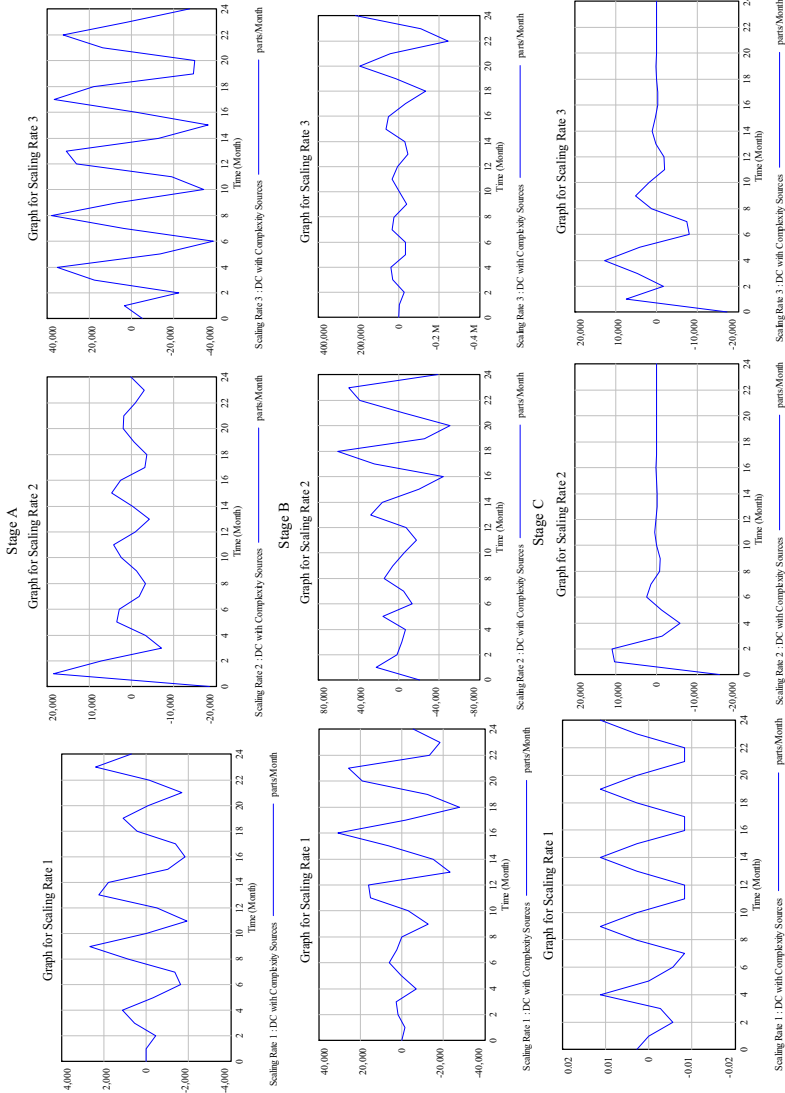 Stage A
Graph for Scaling Rate 1
4,000
2,000
0
-2,000
-4,000
0 2 4 6 8 10 12 14 16 18 20 22 24
Time (Month)
Scaling Rate 1 : DC with Complexity Sources parts/Month
Graph for Scaling Rate 2
20,000
10,000
0
-10,000
-20,000
0 2 4 6 8 10 12 14 16 18 20 22 24
Time (Month)
Scaling Rate 2 : DC with Complexity Sources parts/Month
Graph for Scaling Rate 3
40,000
20,000
0
-20,000
-40,000
0 2 4 6 8 10 12 14 16 18 20 22 24
Time (Month)
Scaling Rate 3 : DC with Complexity Sources parts/Month
Stage B
Graph for Scaling Rate 1
40,000
20,000
0
-20,000
-40,000
0 2 4 6 8 10 12 14 16 18 20 22 24
Time (Month)
Scaling Rate 1 : DC with Complexity Sources parts/Month
Graph for Scaling Rate 2
80,000
40,000
0
-40,000
-80,000
0 2 4 6 8 10 12 14 16 18 20 22 24
Time (Month)
Scaling Rate 2 : DC with Complexity Sources parts/Month
Graph for Scaling Rate 3
400,000
200,000
0
-0.2 M
-0.4 M
0 2 4 6 8 10 12 14 16 18 20 22 24
Time (Month)
Scaling Rate 3 : DC with Complexity Sources parts/Month
Stage C
Graph for Scaling Rate 1
0.02
0.01
0
-0.01
-0.02
0 2 4 6 8 10 12 14 16 18 20 22 24
Time (Month)
Scaling Rate 1 : DC with Complexity Sources parts/Month
Graph for Scaling Rate 2
20,000
10,000
0
-10,000
-20,000
0 2 4 6 8 10 12 14 16 18 20 22 24
Time (Month)
Scaling Rate 2 : DC with Complexity Sources parts/Month
Graph for Scaling Rate 3
20,000
10,000
0
-10,000
-20,000
0 2 4 6 8 10 12 14 16 18 20 22 24
Time (Month)
Scaling Rate 3 : DC with Complexity Sources parts/Month